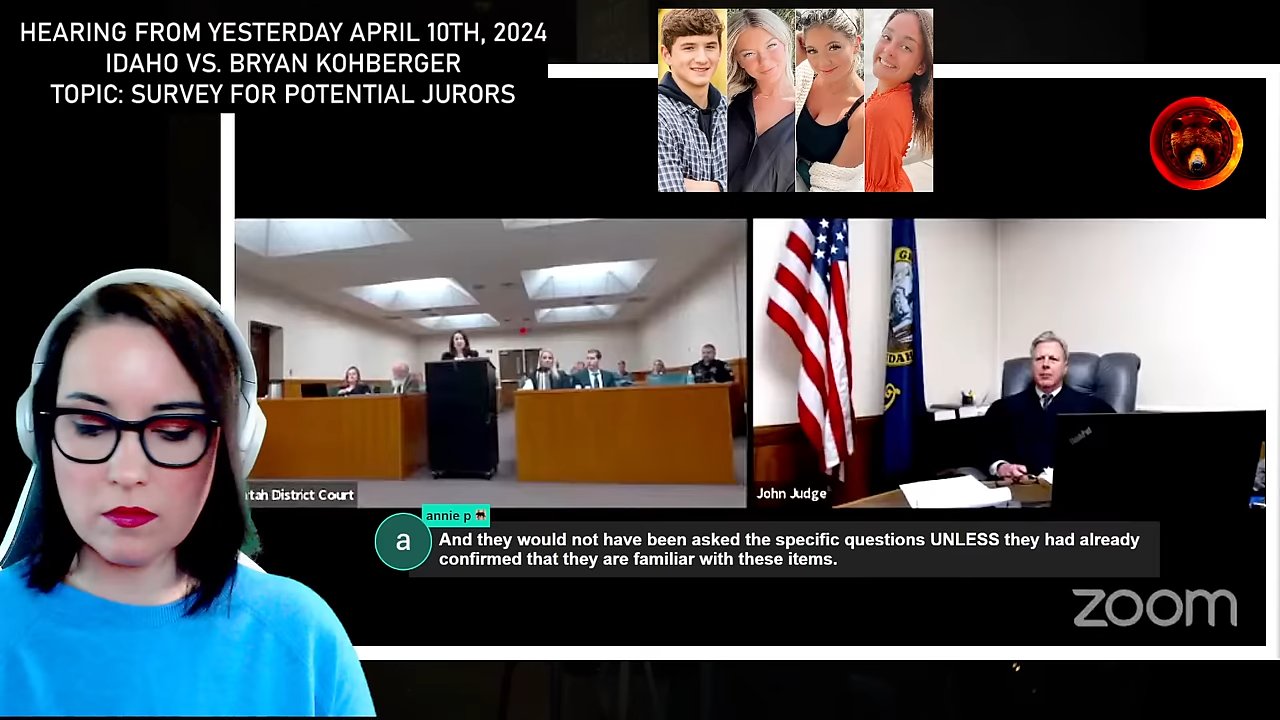 HEARING FROM YESTERDAY APRIL 10TH, 2024
IDAHO VS. BRYAN KOHBERGER
TOPIC: SURVEY FOR POTENTIAL JURORS
tah District Court
John Judge
ThinkPad
annie p
a
And they would not have been asked the specific questions UNLESS they had already
confirmed that they are familiar with these items.
zoom